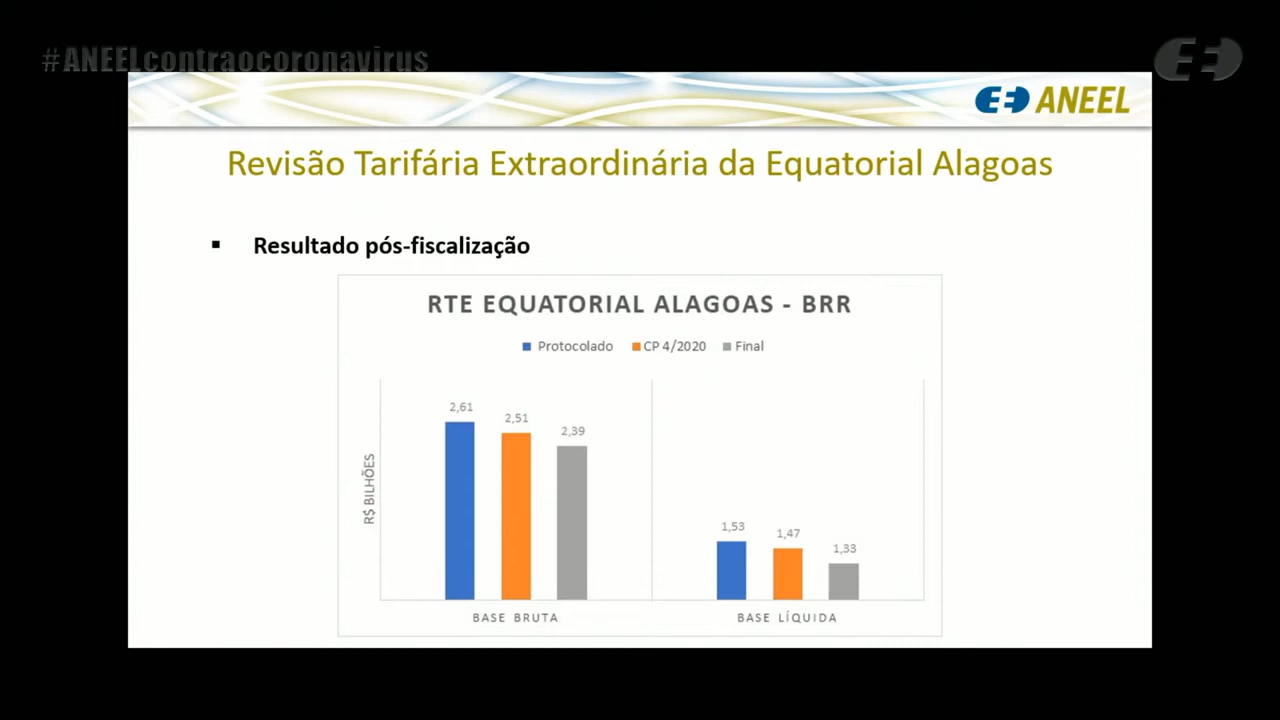 #ANEELcontraocoronavirus
ANEEL
Revisão Tarifária Extraordinária da Equatorial Alagoas
▪ Resultado pós-fiscalização
RTE EQUATORIAL ALAGOAS - BRR
Protocolado CP 4/2020 Final
R$ BILHÕES
2,61
2,51
2,39
1,53
1,47
1,33
BASE BRUTA
BASE LÍQUIDA